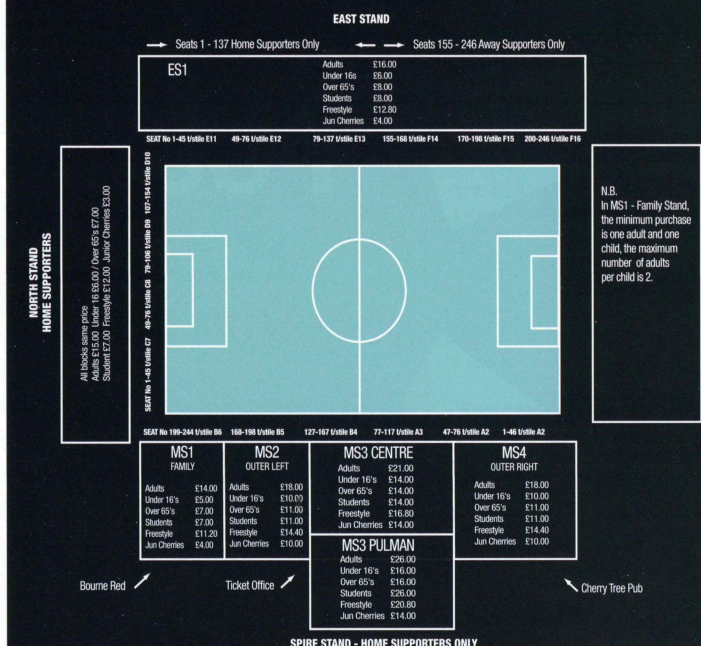 EAST STAND
Seats 1 - 137 Home Supporters Only
Seats 155 - 246 Away Supporters Only
ES1
Adults £16.00
Under 16s £6.00
Over 65's £8.00
Students £8.00
Freestyle £12.80
Jun Cherries £4.00
SEAT No 1-45 t/stile E11 49-76 t/stile E12 79-137 t/stile E13 155-168 t/stile F14 170-198 t/stile F15 200-246 t/stile F16
NORTH STAND
HOME SUPPORTERS
All blocks same price
Adults £15.00 Under 16 £6.00 / Over 65's £7.00
Student £7.00 Freestyle £12.00 Junior Cherries £3.00
SEAT No 1-45 t/stile C7 49-76 t/stile C8 79-106 t/stile D9 107-154 t/stile D10
N.B.
In MS1 - Family Stand,
the minimum purchase
is one adult and one
child, the maximum
number of adults
per child is 2.
SEAT No 199-244 t/stile B6 168-198 t/stile B5 127-167 t/stile B4 77-117 t/stile A3 47-76 t/stile A2 1-46 t/stile A2
MS1
FAMILY
Adults £14.00
Under 16's £5.00
Over 65's £7.00
Students £7.00
Freestyle £11.20
Jun Cherries £4.00
MS2
OUTER LEFT
Adults £18.00
Under 16's £10.00
Over 65's £11.00
Students £11.00
Freestyle £14.40
Jun Cherries £10.00
MS3 CENTRE
Adults £21.00
Under 16's £14.00
Over 65's £14.00
Students £14.00
Freestyle £16.80
Jun Cherries £14.00
MS3 PULMAN
Adults £26.00
Under 16's £16.00
Over 65's £16.00
Students £26.00
Freestyle £20.80
Jun Cherries £14.00
MS4
OUTER RIGHT
Adults £18.00
Under 16's £10.00
Over 65's £11.00
Students £11.00
Freestyle £14.40
Jun Cherries £10.00
Bourne Red
Ticket Office
Cherry Tree Pub
SPIRE STAND - HOME SUPPORTERS ONLY